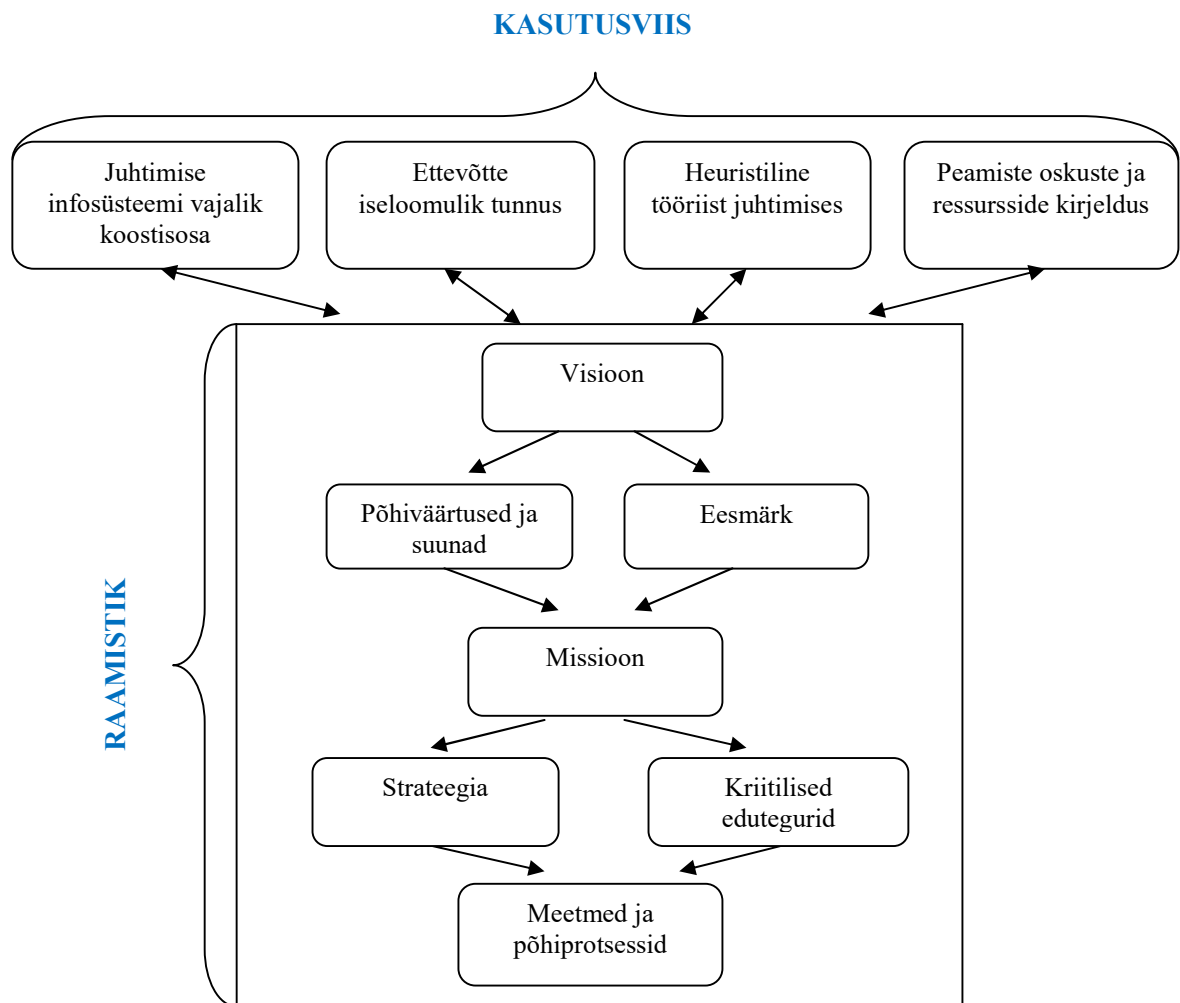 KASUTUSVIIS
Juhtimise
infosüsteemi vajalik
koostisosa
Ettevõtte
iseloomulik tunnus
Heuristiline
tööriist juhtimises
Peamiste oskuste ja
ressursside kirjeldus
RAAMISTIK
Visioon
Põhiväärtused ja
suunad
Eesmärk
Missioon
Strateegia
Kriitilised
edutegurid
Meetmed ja
põhiprotsessid